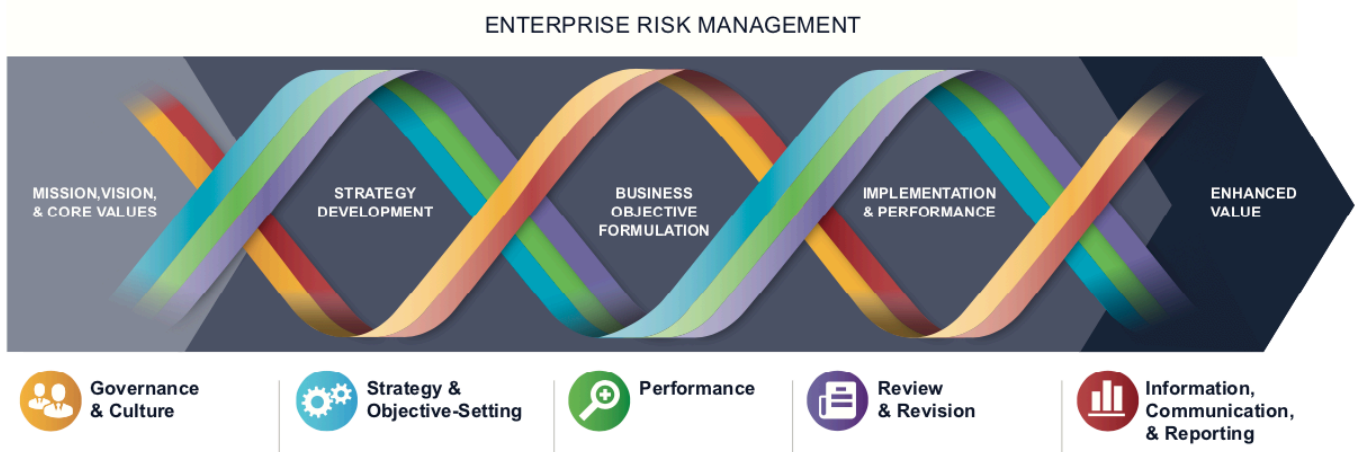 ENTERPRISE RISK MANAGEMENT
MISSION, VISION,
& CORE VALUES
STRATEGY
DEVELOPMENT
BUSINESS
OBJECTIVE
FORMULATION
IMPLEMENTATION
& PERFORMANCE
ENHANCED
VALUE
Governance
& Culture
Strategy &
Objective-Setting
Performance
Review
& Revision
Information,
Communication,
& Reporting